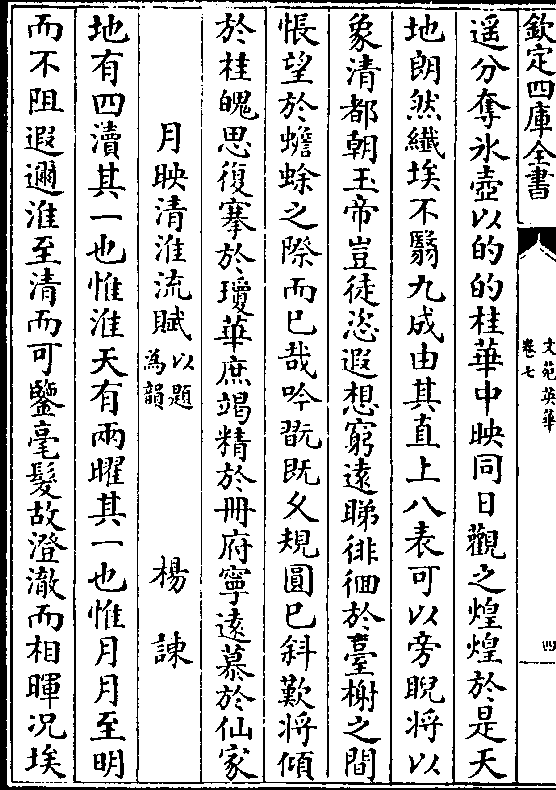 欽定四庫全書
文苑英華
卷七
四
遥分奪氷壺以的的桂華中映同日觀之煌煌於是天
地朗然纖埃不翳九成由其直上八表可以旁睨將以
象清都朝玉帝豈徒恣遐想窮遠睇徘徊於臺榭之間
悵望於蟾蜍之際而已哉吟翫既久規圓已斜歎將傾
於桂魄思復搴於瓊華庶竭精於冊府寧遠慕於仙家
月映清淮流賦以題為韻 楊諫
地有四瀆其一也惟淮天有兩曜其一也惟月月至明
而不阻遐邇淮至清而可鑒毫髮故澄澈而相暉況埃